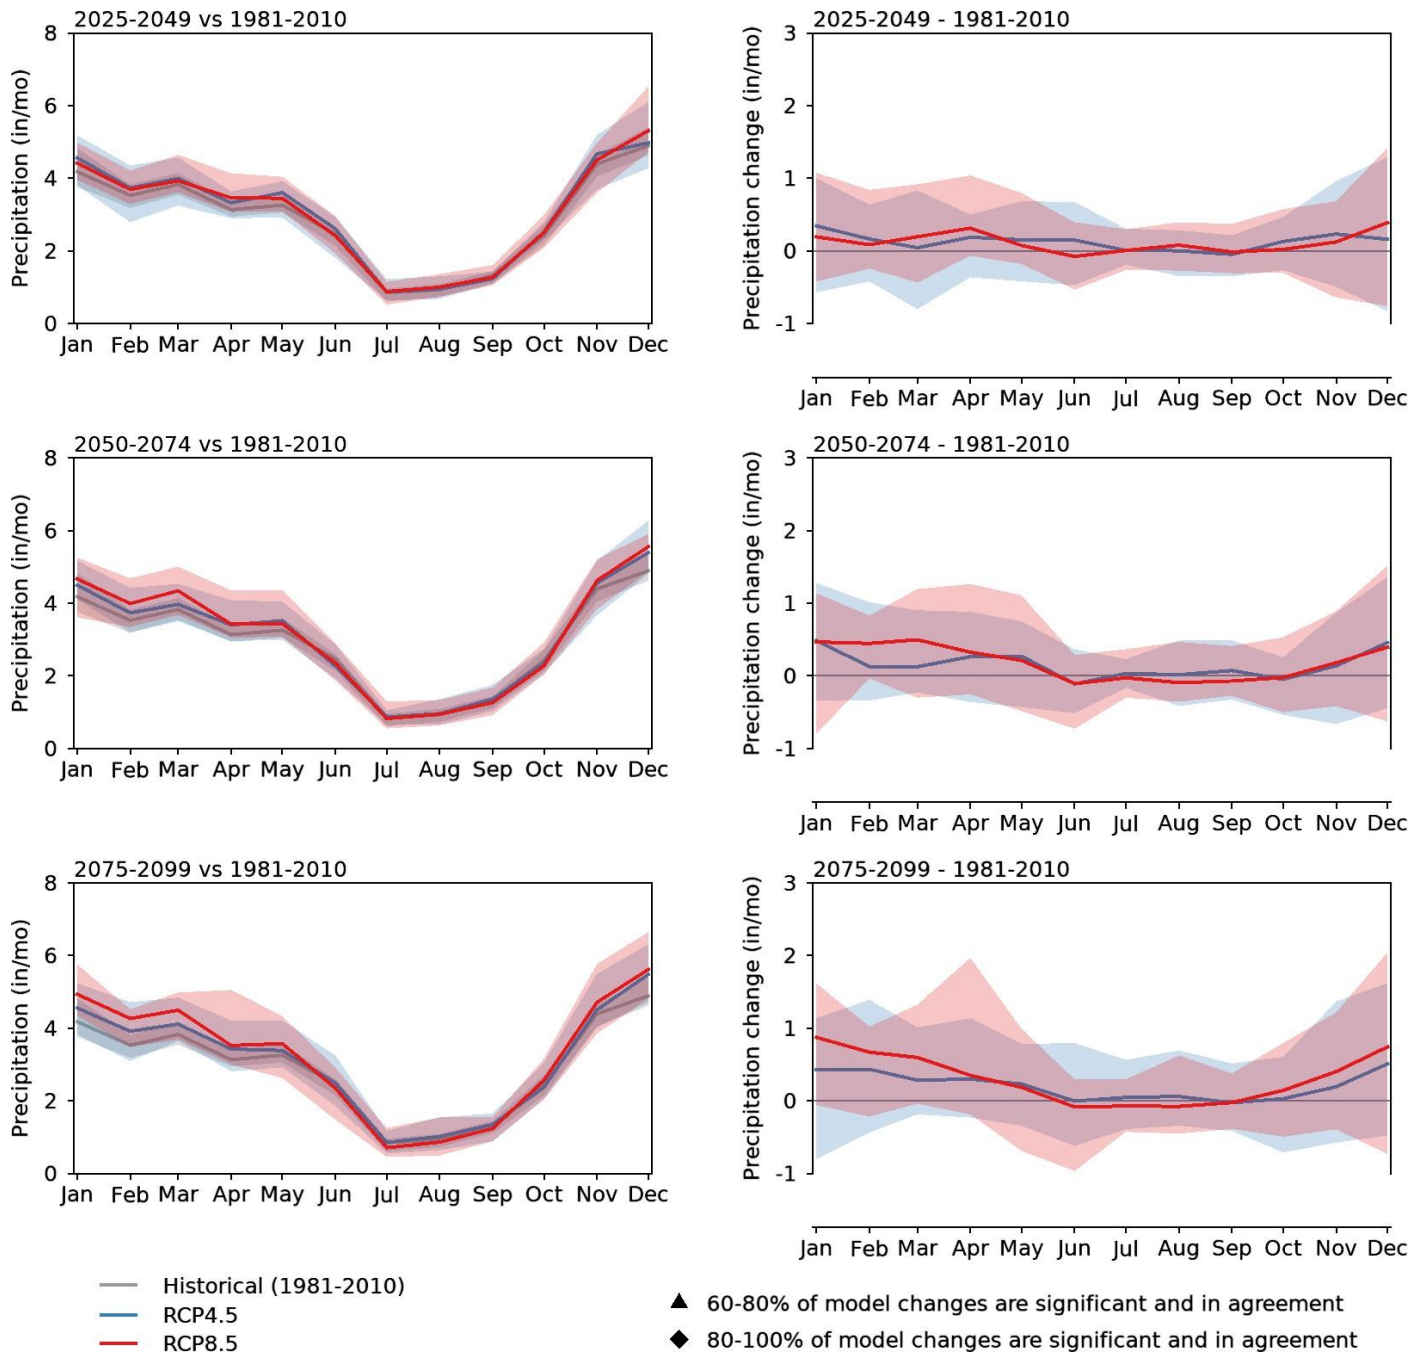 2025-2049 vs 1981-2010
Precipitation (in/mo)
8
6
4
2
0
Jan Feb Mar Apr May Jun Jul Aug Sep Oct Nov Dec
2025-2049 - 1981-2010
Precipitation change (in/mo)
3
2
1
0
-1
Jan Feb Mar Apr May Jun Jul Aug Sep Oct Nov Dec
2050-2074 vs 1981-2010
Precipitation (in/mo)
8
6
4
2
0
Jan Feb Mar Apr May Jun Jul Aug Sep Oct Nov Dec
2050-2074 - 1981-2010
Precipitation change (in/mo)
3
2
1
0
-1
Jan Feb Mar Apr May Jun Jul Aug Sep Oct Nov Dec
2075-2099 vs 1981-2010
Precipitation (in/mo)
8
6
4
2
0
Jan Feb Mar Apr May Jun Jul Aug Sep Oct Nov Dec
2075-2099 - 1981-2010
Precipitation change (in/mo)
3
2
1
0
-1
Jan Feb Mar Apr May Jun Jul Aug Sep Oct Nov Dec
Historical (1981-2010)
RCP4.5
RCP8.5
60-80% of model changes are significant and in agreement
80-100% of model changes are significant and in agreement